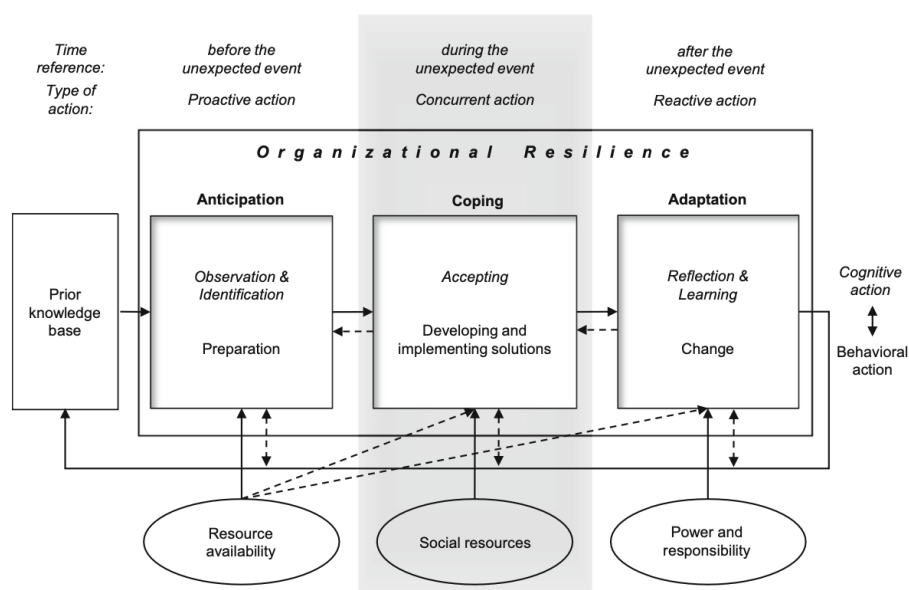 Time
reference:
before the
unexpected event
during the
unexpected event
after the
unexpected event
Type of
action:
Proactive action
Concurrent action
Reactive action
Organizational Resilience
Anticipation
Coping
Adaptation
Prior
knowledge
base
Observation &
Identification
Preparation
Accepting
Developing and
implementing solutions
Reflection &
Learning
Change
Cognitive
action
Behavioral
action
Resource
availability
Social resources
Power and
responsibility